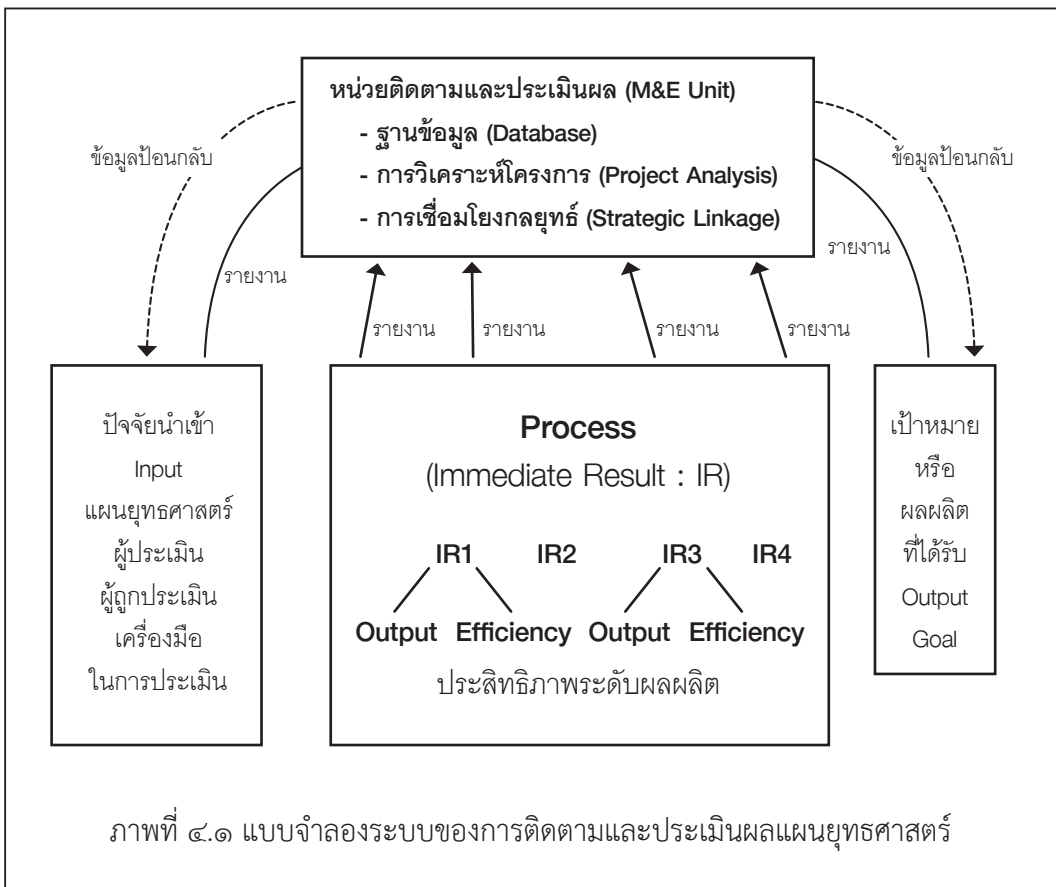 หน่วยติดตามและประเมินผล (M&E Unit)
- ฐานข้อมูล (Database)
- การวิเคราะห์โครงการ (Project Analysis)
- การเชื่อมโยงกลยุทธ์ (Strategic Linkage)
ข้อมูลป้อนกลับ
ข้อมูลป้อนกลับ
รายงาน
รายงาน
รายงาน
รายงาน
รายงาน
รายงาน
ปัจจัยนำเข้า
Input
แผนยุทธศาสตร์
ผู้ประเมิน
ผู้ถูกประเมิน
เครื่องมือ
ในการประเมิน
Process
(Immediate Result : IR)
IR1 IR2 IR3 IR4
Output Efficiency Output Efficiency
ประสิทธิภาพระดับผลผลิต
เป้าหมาย
หรือ
ผลผลิต
ที่ได้รับ
Output
Goal
ภาพที่ ๔.๑ แบบจำลองระบบของการติดตามและประเมินผลแผนยุทธศาสตร์